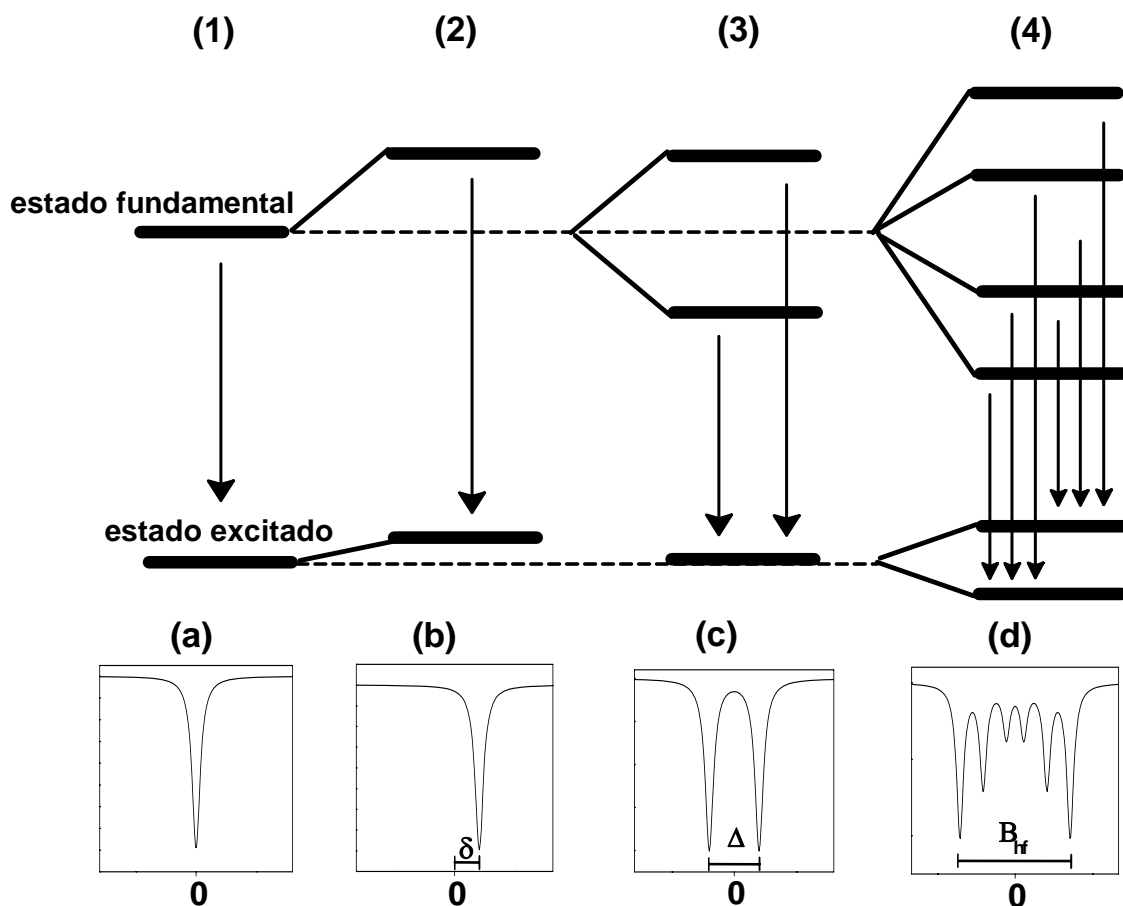 (1) (2) (3) (4)
estado fundamental
estado excitado
(a) (b) (c) (d)
δ Δ B_hf
0 0 0 0